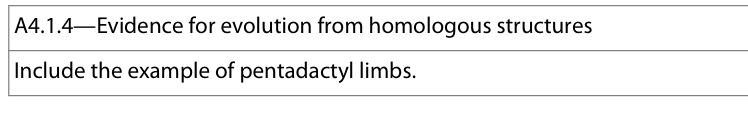 A4.1.4—Evidence for evolution from homologous structures
Include the example of pentadactyl limbs.